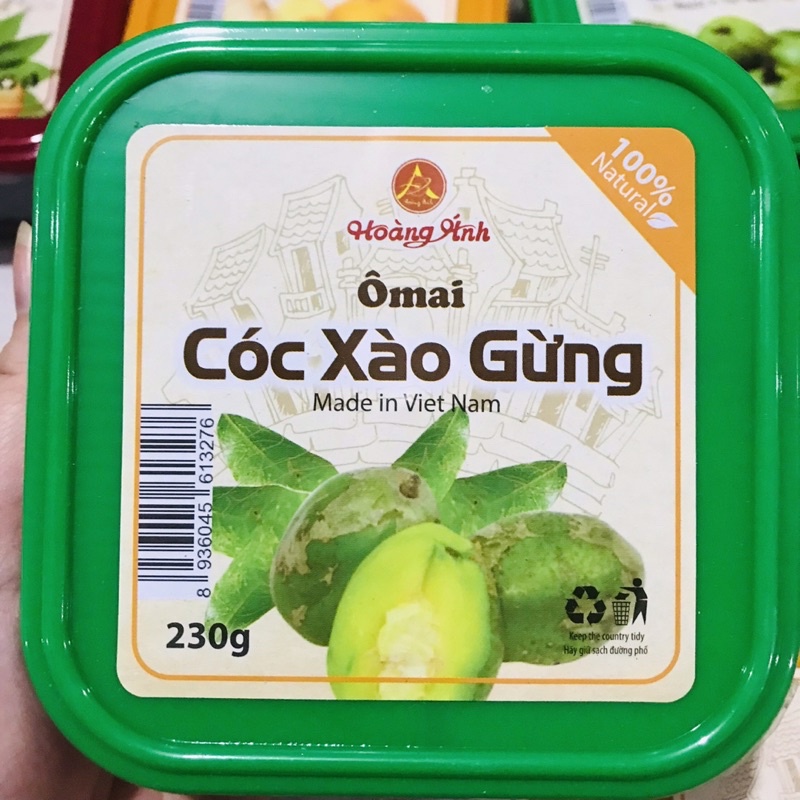 Hoàng Ánh
100%
Natural
Ômai
Cóc Xào Gừng
Made in Viet Nam
8 936045 613276
230g
Keep the country tidy
Hãy giữ sạch đường phố